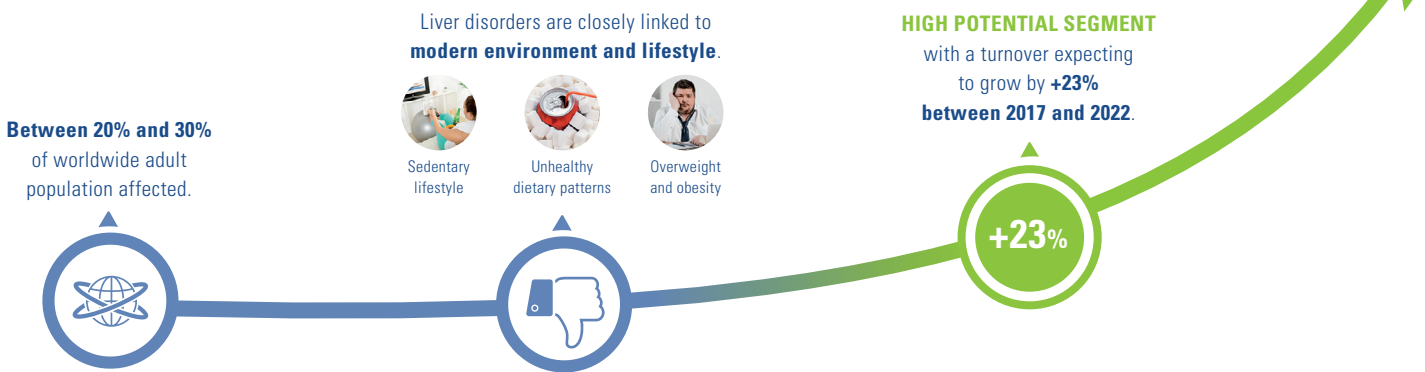 Between 20% and 30%
of worldwide adult
population affected.
Liver disorders are closely linked to
modern environment and lifestyle.
Sedentary
lifestyle
Unhealthy
dietary patterns
Overweight
and obesity
HIGH POTENTIAL SEGMENT
with a turnover expecting
to grow by +23%
between 2017 and 2022.
+23%